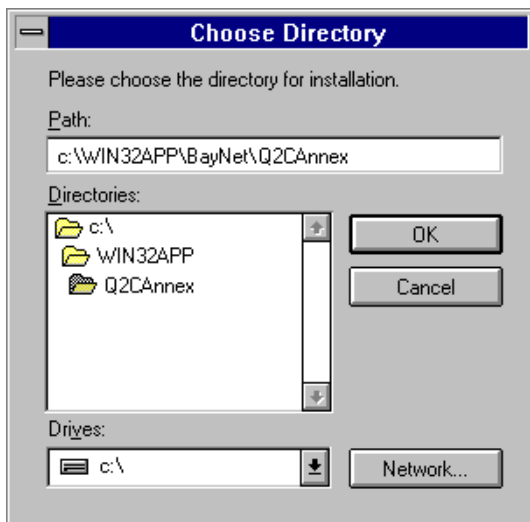 Choose Directory
Please choose the directory for installation.
Path:
c:\WIN32APP\BayNet\Q2CAnnex
Directories:
c:\
WIN32APP
Q2CAnnex
OK
Cancel
Drives:
c:\
Network...